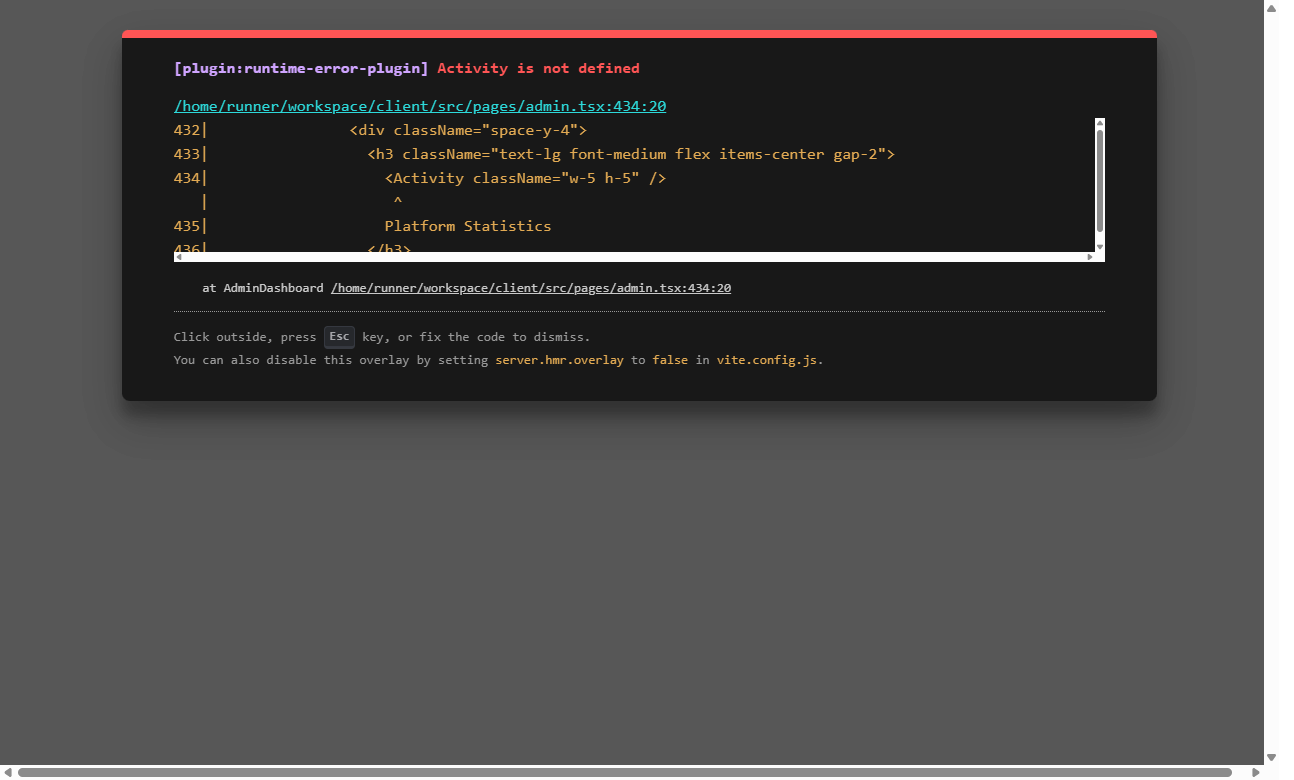 [plugin:runtime-error-plugin] Activity is not defined
/home/runner/workspace/client/src/pages/admin.tsx:434:20
432|                <div className="space-y-4">
433|                  <h3 className="text-lg font-medium flex items-center gap-2">
434|                    <Activity className="w-5 h-5" />
   |                     ^
435|                    Platform Statistics
436|                  </h3>
at AdminDashboard /home/runner/workspace/client/src/pages/admin.tsx:434:20
Click outside, press Esc key, or fix the code to dismiss.
You can also disable this overlay by setting server.hmr.overlay to false in vite.config.js.